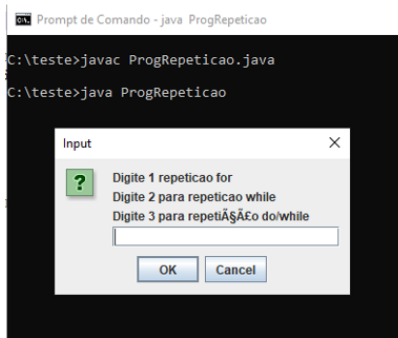 Prompt de Comando - java ProgRepeticao
C:\teste>javac ProgRepeticao.java
C:\teste>java ProgRepeticao
Input
Digite 1 repeticao for
Digite 2 para repeticao while
Digite 3 para repetiÃ§Ã£o do/while
OK
Cancel